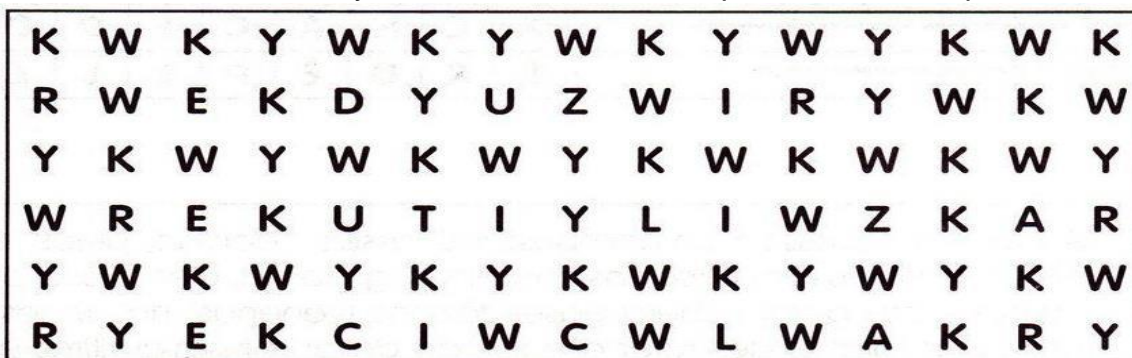 K W K Y W K Y W K Y W Y K W K
R W E K D Y U Z W I R Y W K W
Y K W Y W K W Y K W K W K W Y
W R E K U T I Y L I W Z K A R
Y W K W Y K Y K W K Y W Y K W
R Y E K C I W C W L W A K R Y